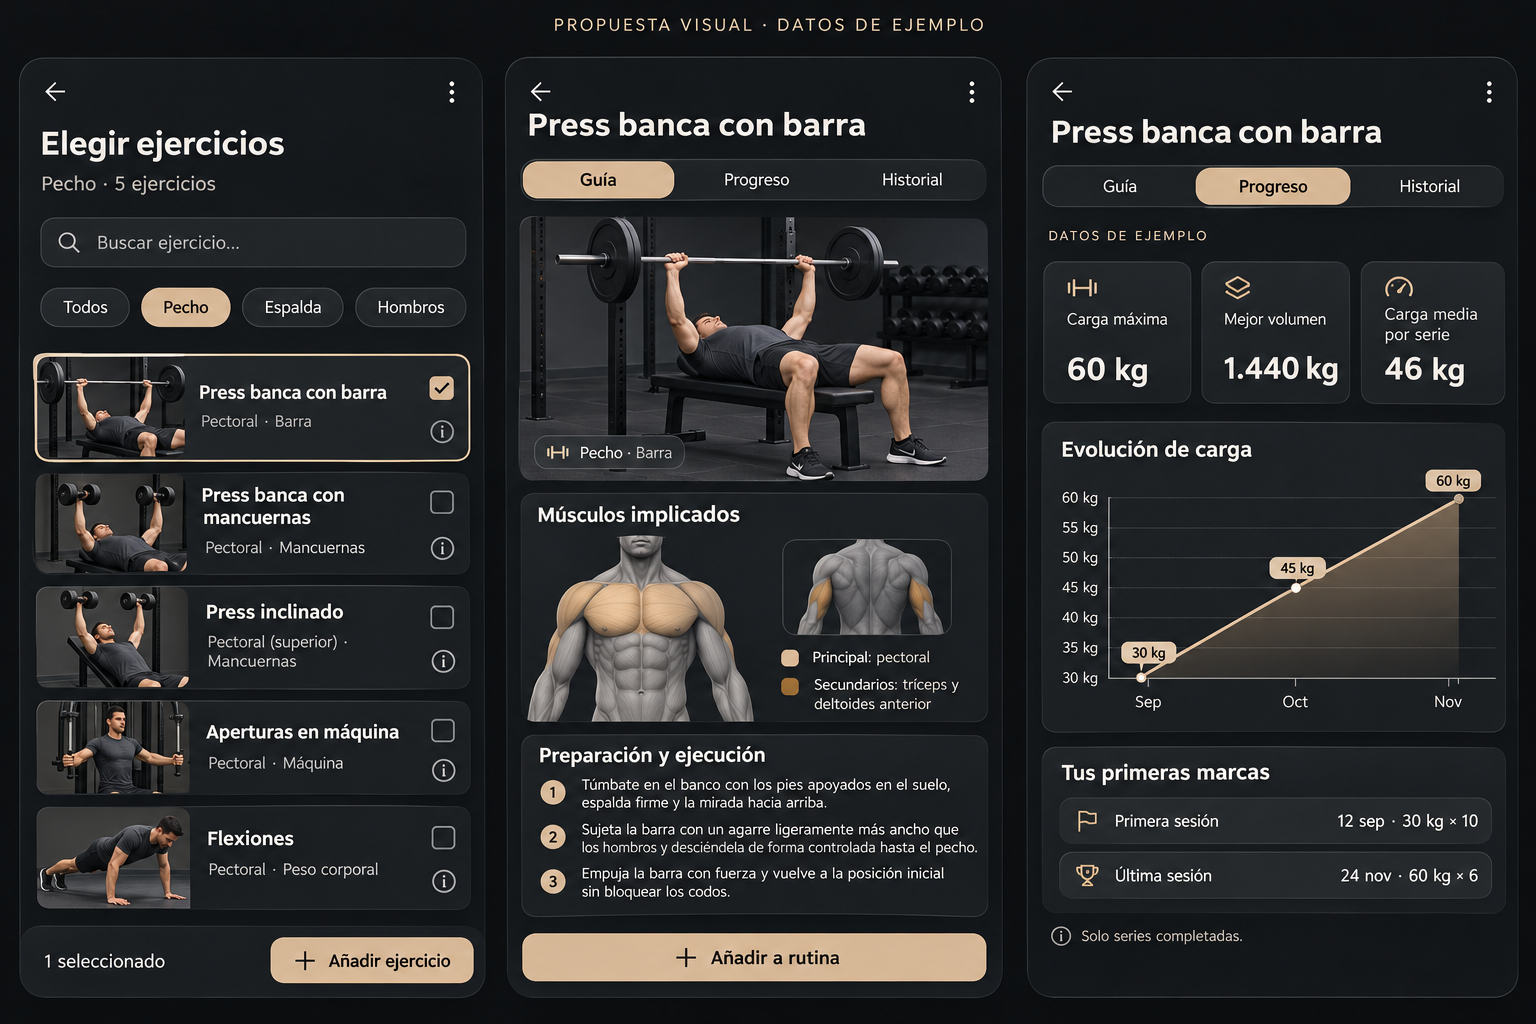 PROPUESTA VISUAL · DATOS DE EJEMPLO
Elegir ejercicios
Pecho · 5 ejercicios
Buscar ejercicio...
Todos
Pecho
Espalda
Hombros
Press banca con barra
Pectoral · Barra
Press banca con
mancuernas
Pectoral · Mancuernas
Press inclinado
Pectoral (superior) ·
Mancuernas
Aperturas en máquina
Pectoral · Máquina
Flexiones
Pectoral · Peso corporal
1 seleccionado
+ Añadir ejercicio
Press banca con barra
Guía
Progreso
Historial
Pecho · Barra
Músculos implicados
Principal: pectoral
Secundarios: tríceps y
deltoides anterior
Preparación y ejecución
1
Túmbate en el banco con los pies apoyados en el suelo,
espalda firme y la mirada hacia arriba.
2
Sujeta la barra con un agarre ligeramente más ancho que
los hombros y desciéndela de forma controlada hasta el pecho.
3
Empuja la barra con fuerza y vuelve a la posición inicial
sin bloquear los codos.
+ Añadir a rutina
Press banca con barra
Guía
Progreso
Historial
DATOS DE EJEMPLO
Carga máxima
60 kg
Mejor volumen
1.440 kg
Carga media
por serie
46 kg
Evolución de carga
60 kg
55 kg
50 kg
45 kg
40 kg
35 kg
30 kg
30 kg
45 kg
60 kg
Sep
Oct
Nov
Tus primeras marcas
Primera sesión
12 sep · 30 kg × 10
Última sesión
24 nov · 60 kg × 6
Solo series completadas.